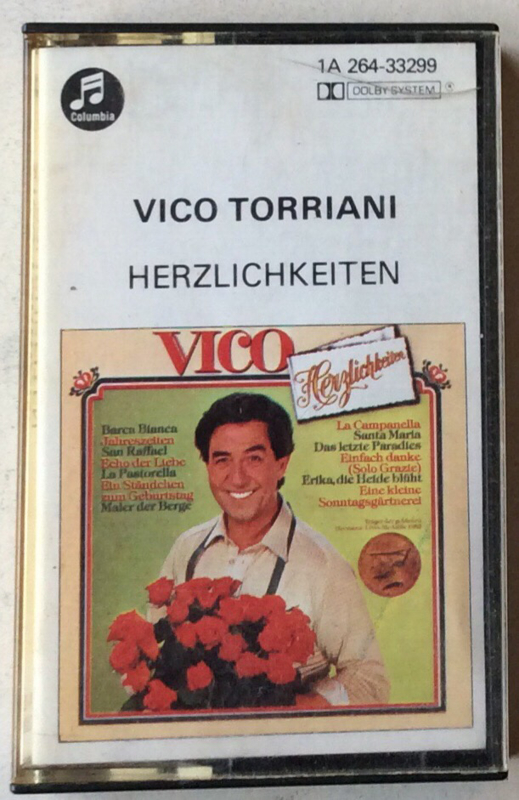 1A 264-33299
DOLBY SYSTEM
Columbia
VICO TORRIANI
HERZLICHKEITEN
VICO
Herzlichkeiten
Barca Bianca
Jahreszeiten
San Raffael
Echo der Liebe
La Pastorella
Ein Ständchen
zum Geburtstag
Maler der Berge
La Campanella
Santa Maria
Das letzte Paradies
Einfach danke
(Solo Grazie)
Erika, die Heide blüht
Eine kleine
Sonntagsgärtnerei